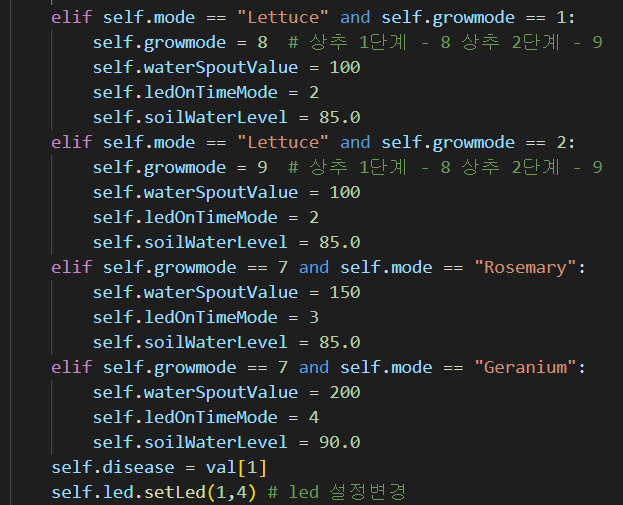 elif self.mode == "Lettuce" and self.growmode == 1:
self.growmode = 8  # 상추 1단계 - 8 상추 2단계 - 9
self.waterSpoutValue = 100
self.ledOnTimeMode = 2
self.soilWaterLevel = 85.0
elif self.mode == "Lettuce" and self.growmode == 2:
self.growmode = 9  # 상추 1단계 - 8 상추 2단계 - 9
self.waterSpoutValue = 100
self.ledOnTimeMode = 2
self.soilWaterLevel = 85.0
elif self.growmode == 7 and self.mode == "Rosemary":
self.waterSpoutValue = 150
self.ledOnTimeMode = 3
self.soilWaterLevel = 85.0
elif self.growmode == 7 and self.mode == "Geranium":
self.waterSpoutValue = 200
self.ledOnTimeMode = 4
self.soilWaterLevel = 90.0
self.disease = val[1]
self.led.setLed(1,4) # led 설정변경